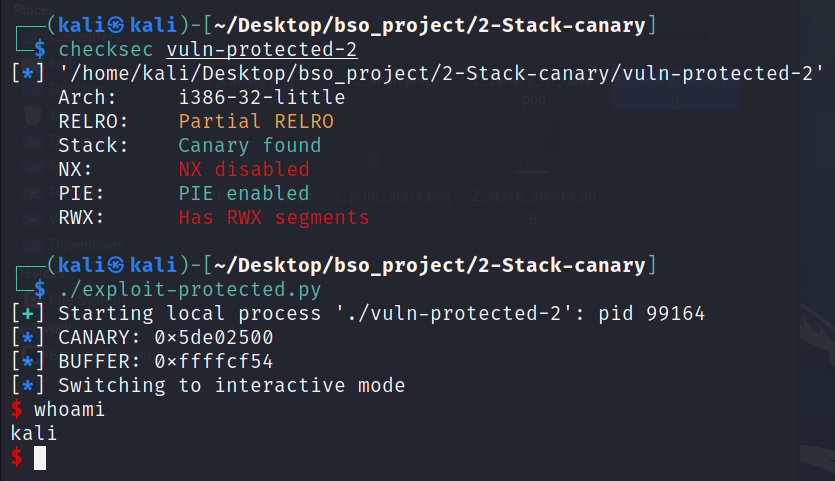 ┌──(kali㉿kali)-[~/Desktop/bso_project/2-Stack-canary]
└─$ checksec vuln-protected-2
[*] '/home/kali/Desktop/bso_project/2-Stack-canary/vuln-protected-2'
    Arch:     i386-32-little
    RELRO:    Partial RELRO
    Stack:    Canary found
    NX:       NX disabled
    PIE:      PIE enabled
    RWX:      Has RWX segments
┌──(kali㉿kali)-[~/Desktop/bso_project/2-Stack-canary]
└─$ ./exploit-protected.py
[+] Starting local process './vuln-protected-2': pid 99164
[*] CANARY: 0×5de02500
[*] BUFFER: 0×ffffcf54
[*] Switching to interactive mode
$ whoami
kali
$